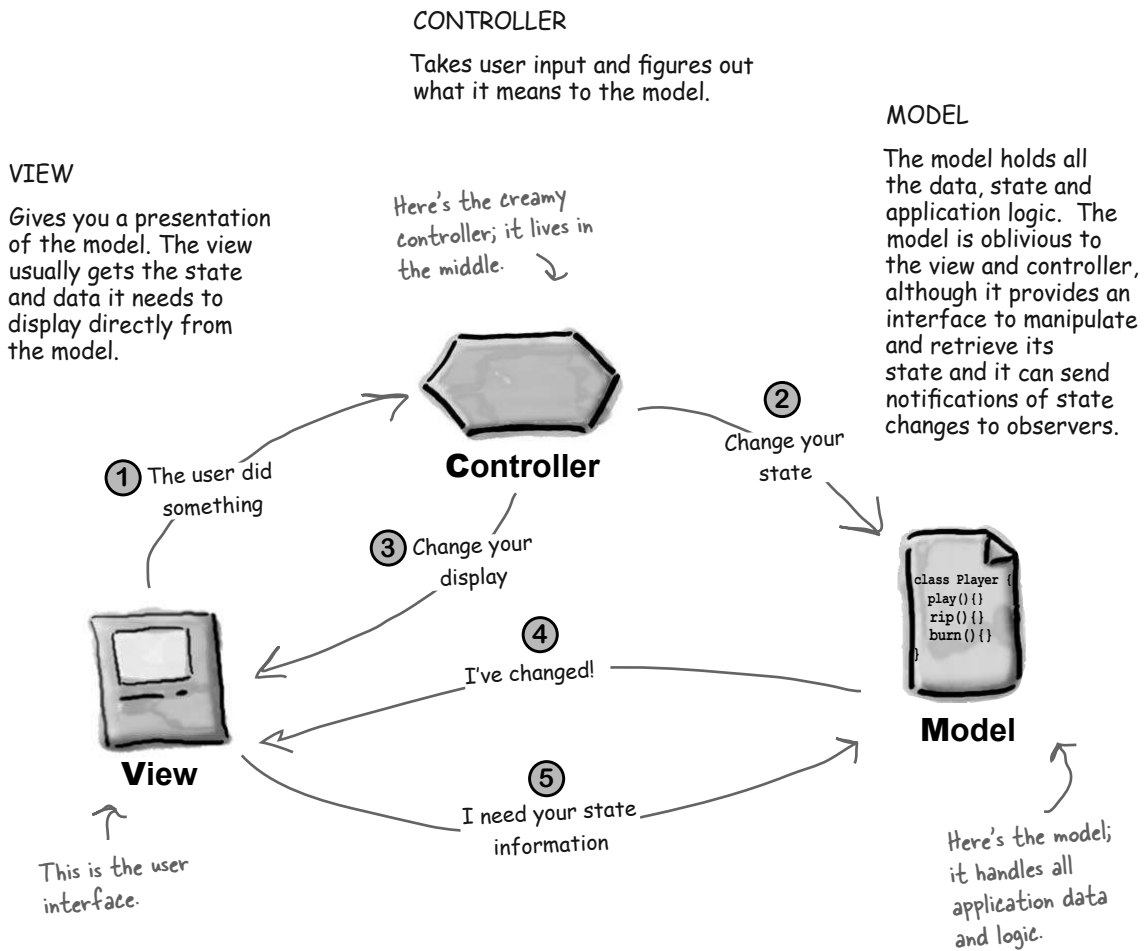 CONTROLLER
Takes user input and figures out
what it means to the model.
MODEL
The model holds all
the data, state and
application logic.  The
model is oblivious to
the view and controller,
although it provides an
interface to manipulate
and retrieve its
state and it can send
notifications of state
changes to observers.
VIEW
Gives you a presentation
of the model. The view
usually gets the state
and data it needs to
display directly from
the model.
Here's the creamy
controller; it lives in
the middle.
Controller
1 The user did
something
2
Change your
state
3 Change your
display
class Player {
play(){}
rip(){}
burn(){}
}
4
I've changed!
Model
View
5
I need your state
information
This is the user
interface.
Here's the model;
it handles all
application data
and logic.